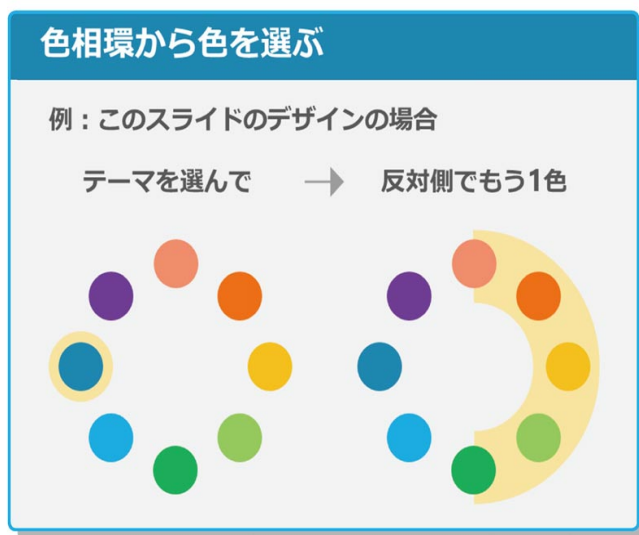 色相環から色を選ぶ
例：このスライドのデザインの場合
テーマを選んで → 反対側でもう1色